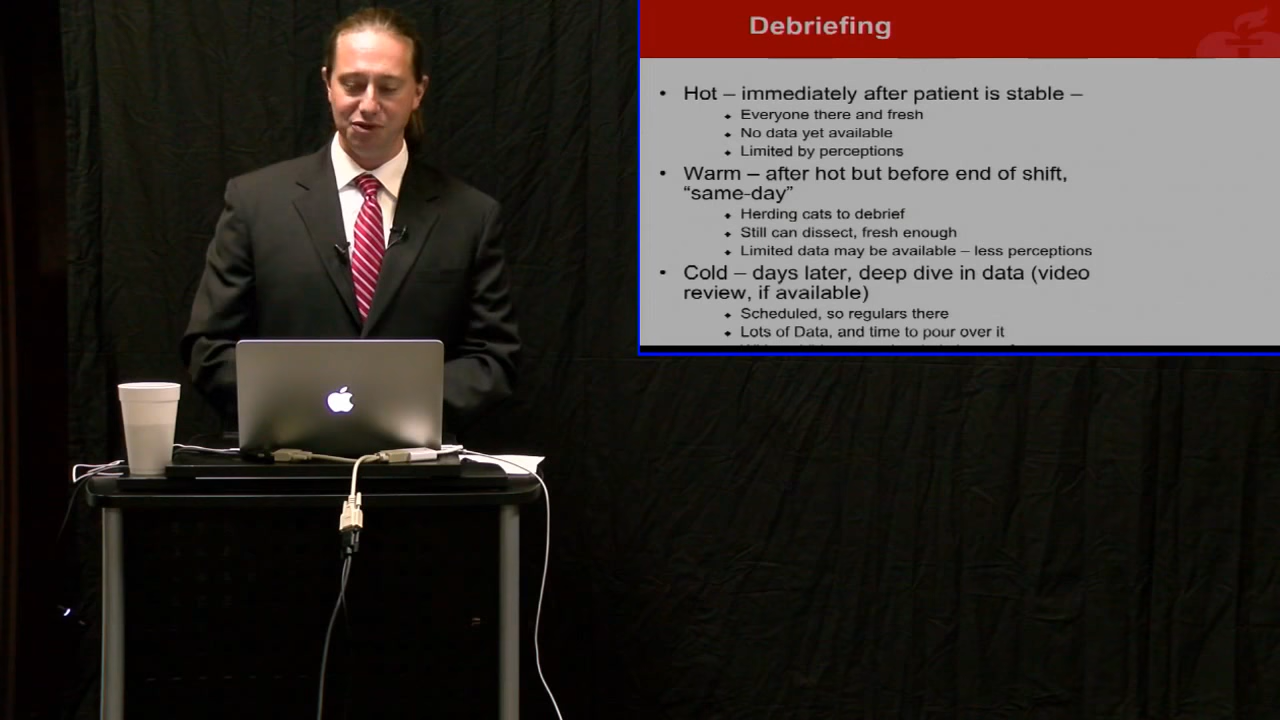 Debriefing
• Hot – immediately after patient is stable –
Everyone there and fresh
No data yet available
Limited by perceptions
• Warm – after hot but before end of shift,
“same-day”
Herding cats to debrief
Still can dissect, fresh enough
Limited data may be available – less perceptions
• Cold – days later, deep dive in data (video
review, if available)
Scheduled, so regulars there
Lots of Data, and time to pour over it